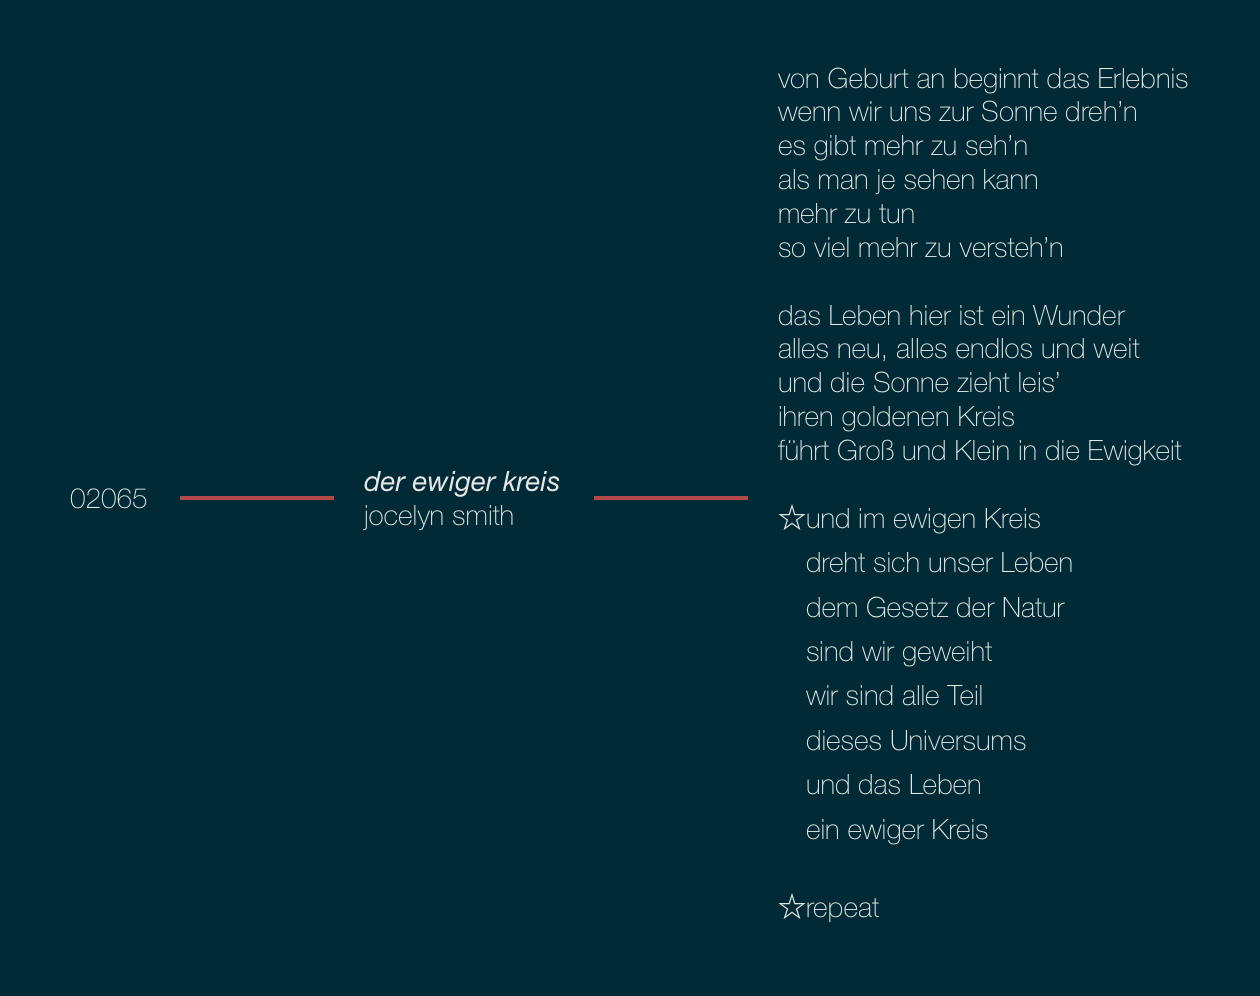 02065
der ewiger kreis
jocelyn smith
von Geburt an beginnt das Erlebnis
wenn wir uns zur Sonne dreh’n
es gibt mehr zu seh’n
als man je sehen kann
mehr zu tun
so viel mehr zu versteh’n
das Leben hier ist ein Wunder
alles neu, alles endlos und weit
und die Sonne zieht leis’
ihren goldenen Kreis
führt Groß und Klein in die Ewigkeit
☆und im ewigen Kreis
dreht sich unser Leben
dem Gesetz der Natur
sind wir geweiht
wir sind alle Teil
dieses Universums
und das Leben
ein ewiger Kreis
☆repeat